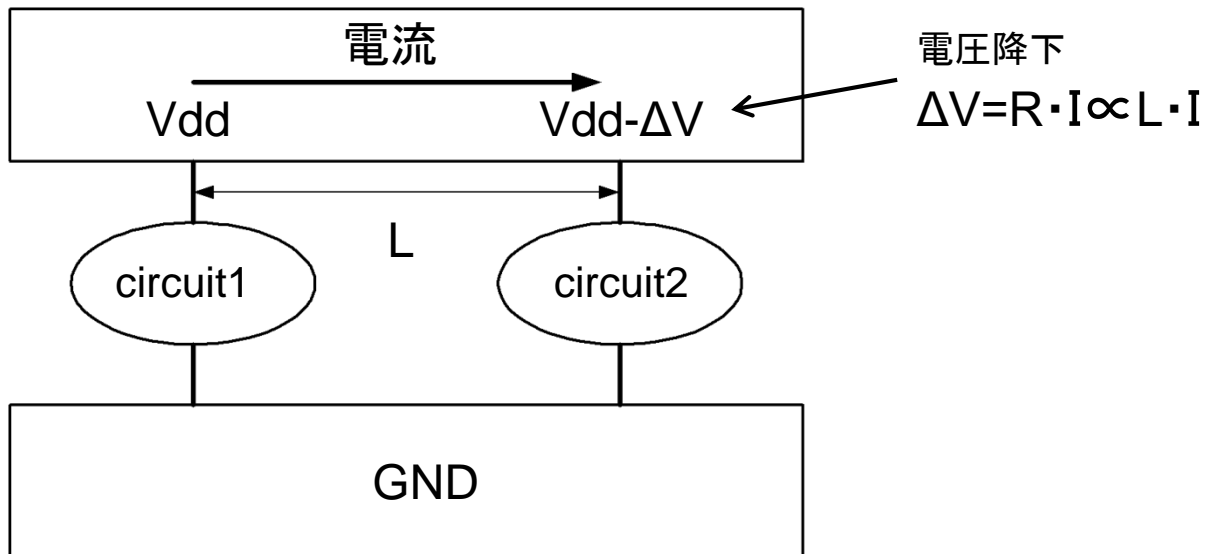 電流
電圧降下
Vdd
Vdd-ΔV
ΔV=R･I∝L･I
L
circuit1
circuit2
GND